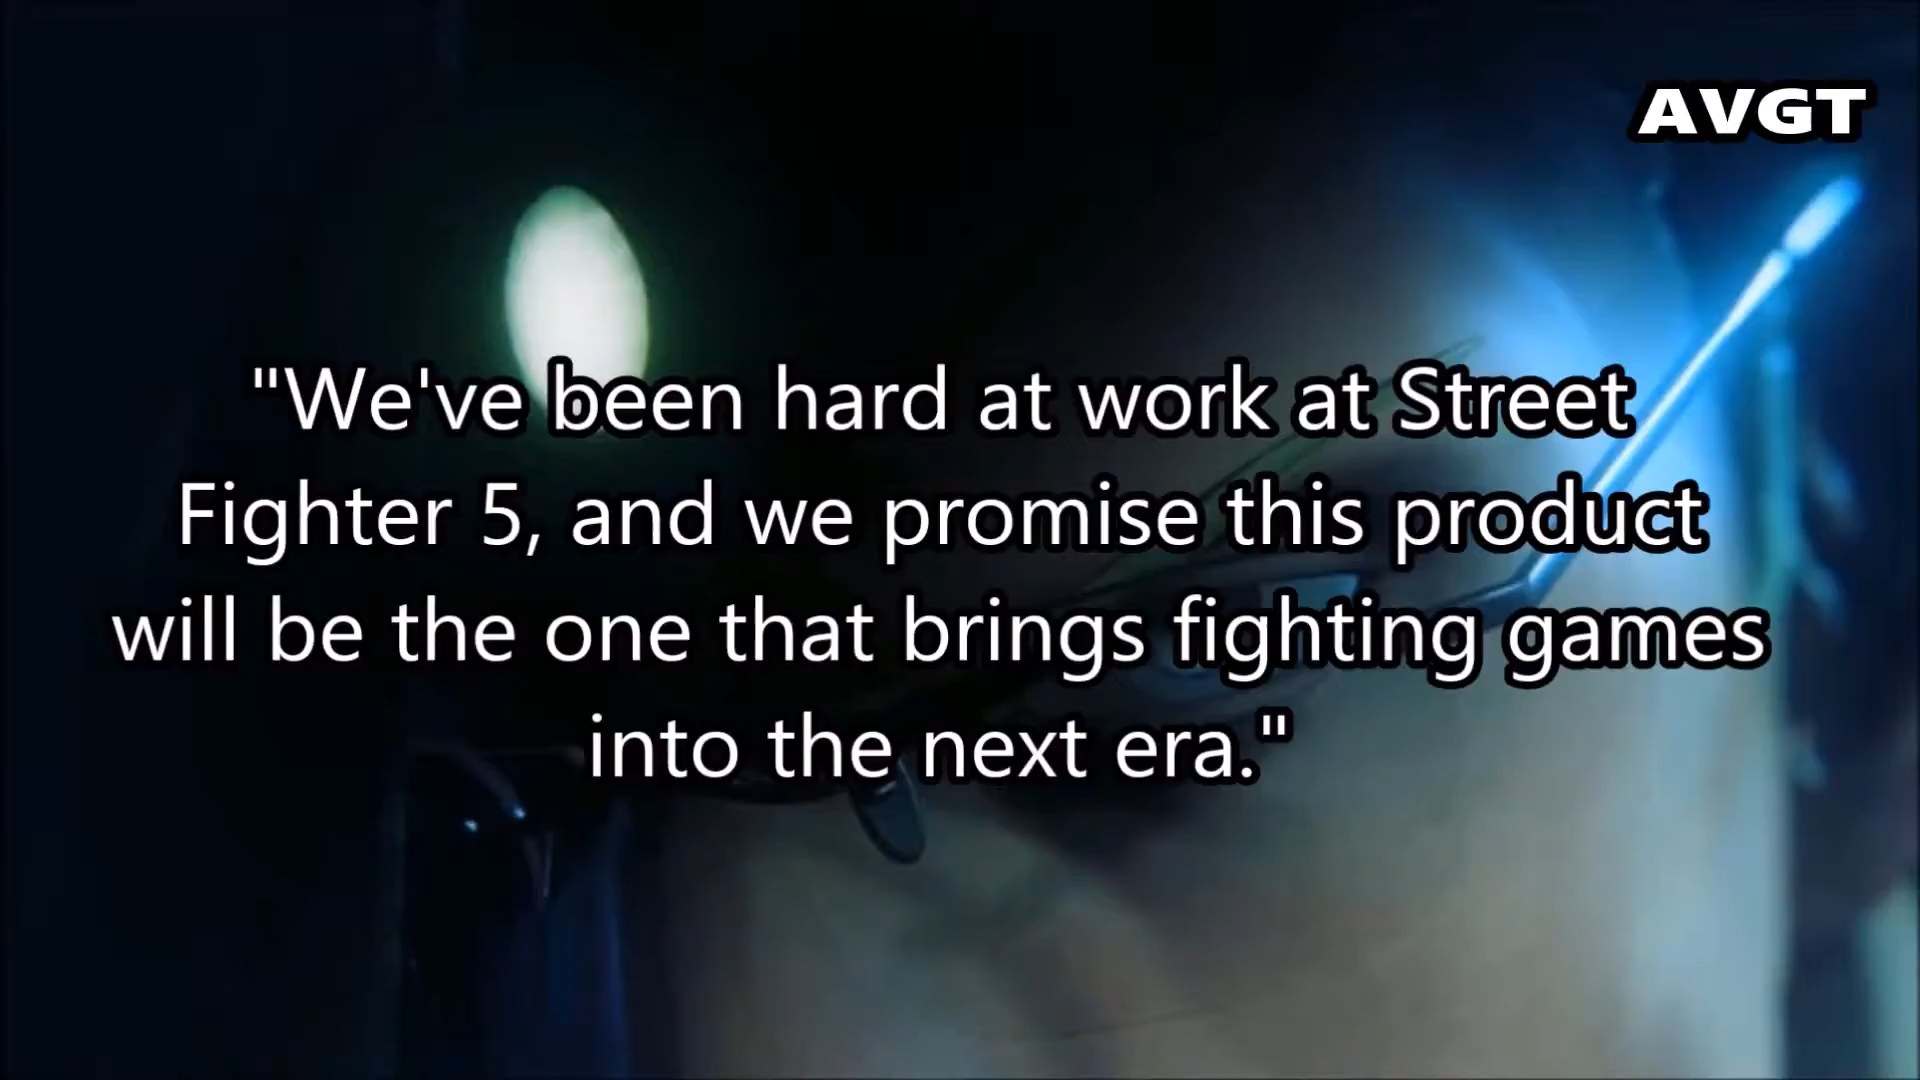 AVGT
"We've been hard at work at Street
Fighter 5, and we promise this product
will be the one that brings fighting games
into the next era."